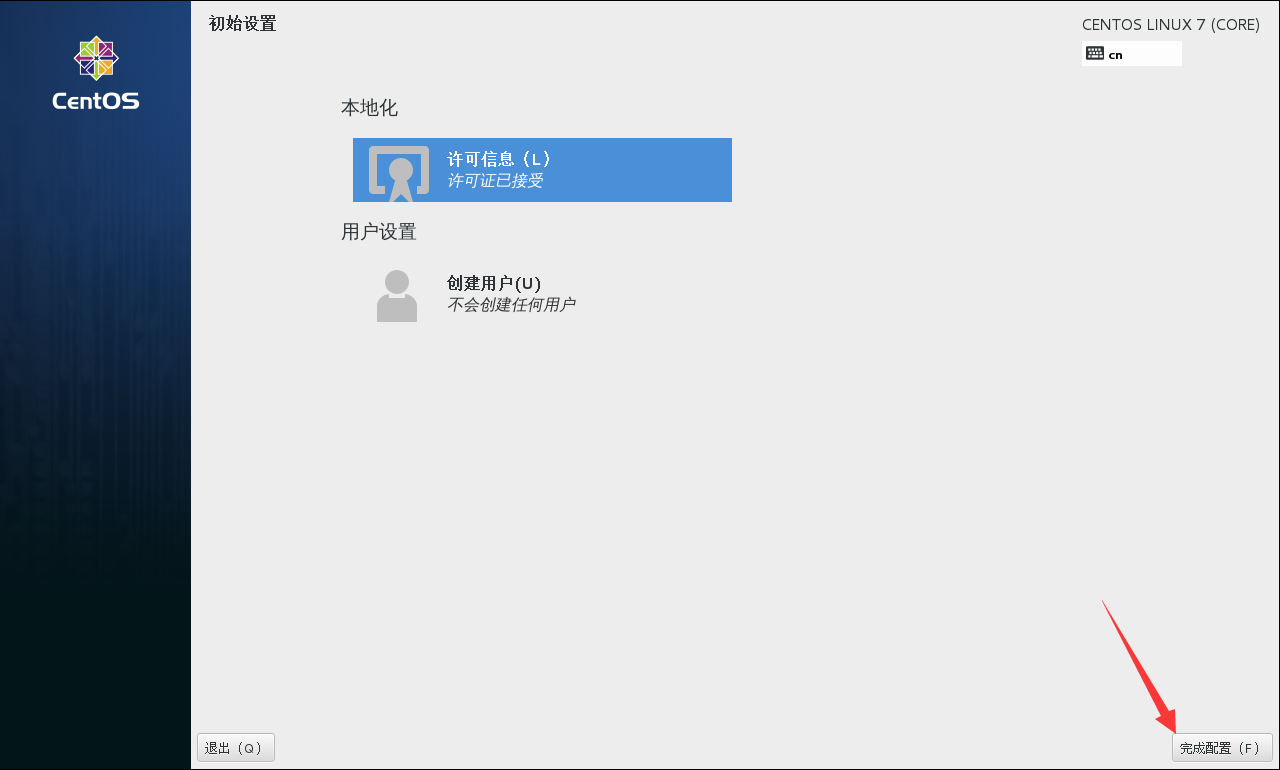 初始设置
CENTOS LINUX 7 (CORE)
cn
CentOS
本地化
许可信息（L）
许可证已接受
用户设置
创建用户(U)
不会创建任何用户
退出（Q）
完成配置（F）